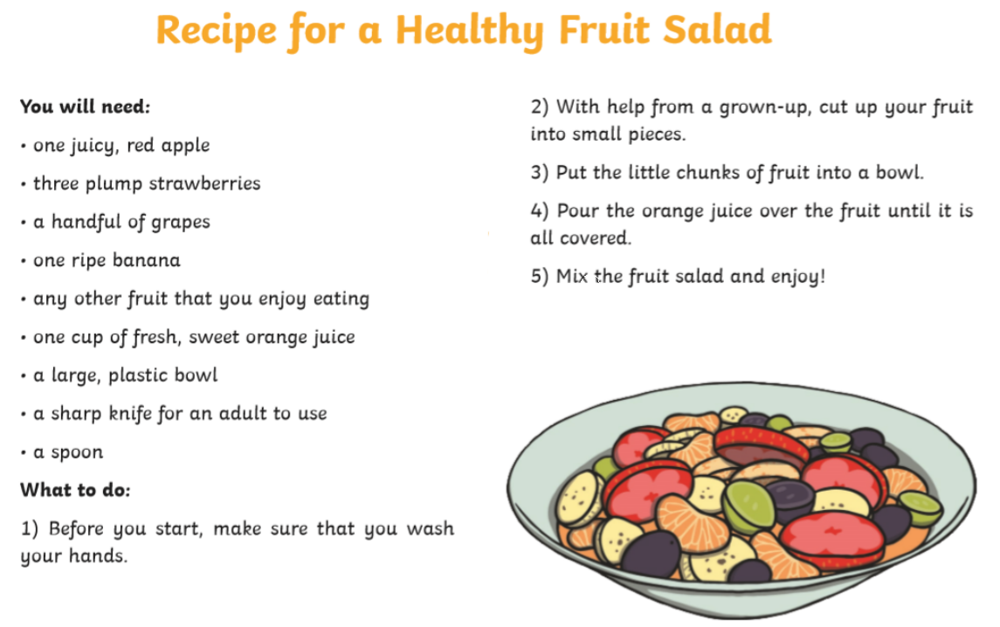 Recipe for a Healthy Fruit Salad
You will need:
• one juicy, red apple
• three plump strawberries
• a handful of grapes
• one ripe banana
• any other fruit that you enjoy eating
• one cup of fresh, sweet orange juice
• a large, plastic bowl
• a sharp knife for an adult to use
• a spoon
What to do:
1) Before you start, make sure that you wash
your hands.
2) With help from a grown-up, cut up your fruit
into small pieces.
3) Put the little chunks of fruit into a bowl.
4) Pour the orange juice over the fruit until it is
all covered.
5) Mix the fruit salad and enjoy!